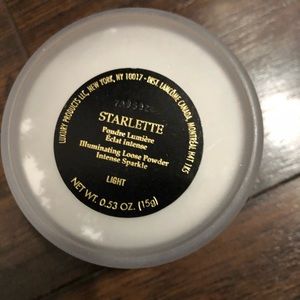 LUXURY PRODUCTS LLC, NEW YORK, NY 10017 - DIST. LANCÔME CANADA, MONTRÉAL H4T 1K5
STARLETTE
Poudre Lumière
Éclat Intense
Illuminating Loose Powder
Intense Sparkle
LIGHT
NET WT. 0.53 OZ. (15g)